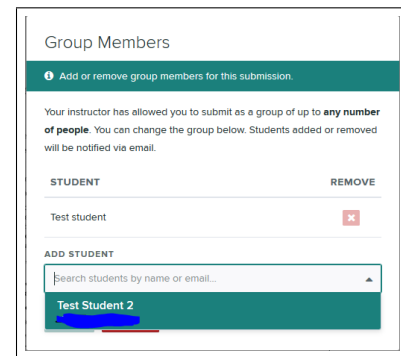 Group Members
Add or remove group members for this submission.
Your instructor has allowed you to submit as a group of up to any number
of people. You can change the group below. Students added or removed
will be notified via email.
STUDENT REMOVE
Test student
ADD STUDENT
Search students by name or email...
Test Student 2